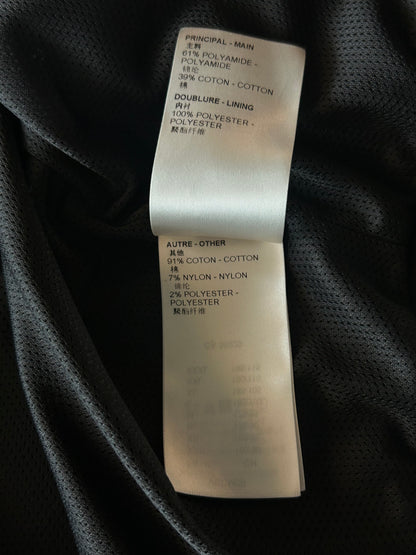 PRINCIPAL - MAIN
主料
61% POLYAMIDE -
POLYAMIDE
锦纶
39% COTON - COTTON
棉
DOUBLURE - LINING
内衬
100% POLYESTER -
POLYESTER
聚酯纤维
AUTRE - OTHER
其他
91% COTON - COTTON
棉
7% NYLON - NYLON
锦纶
2% POLYESTER -
POLYESTER
聚酯纤维